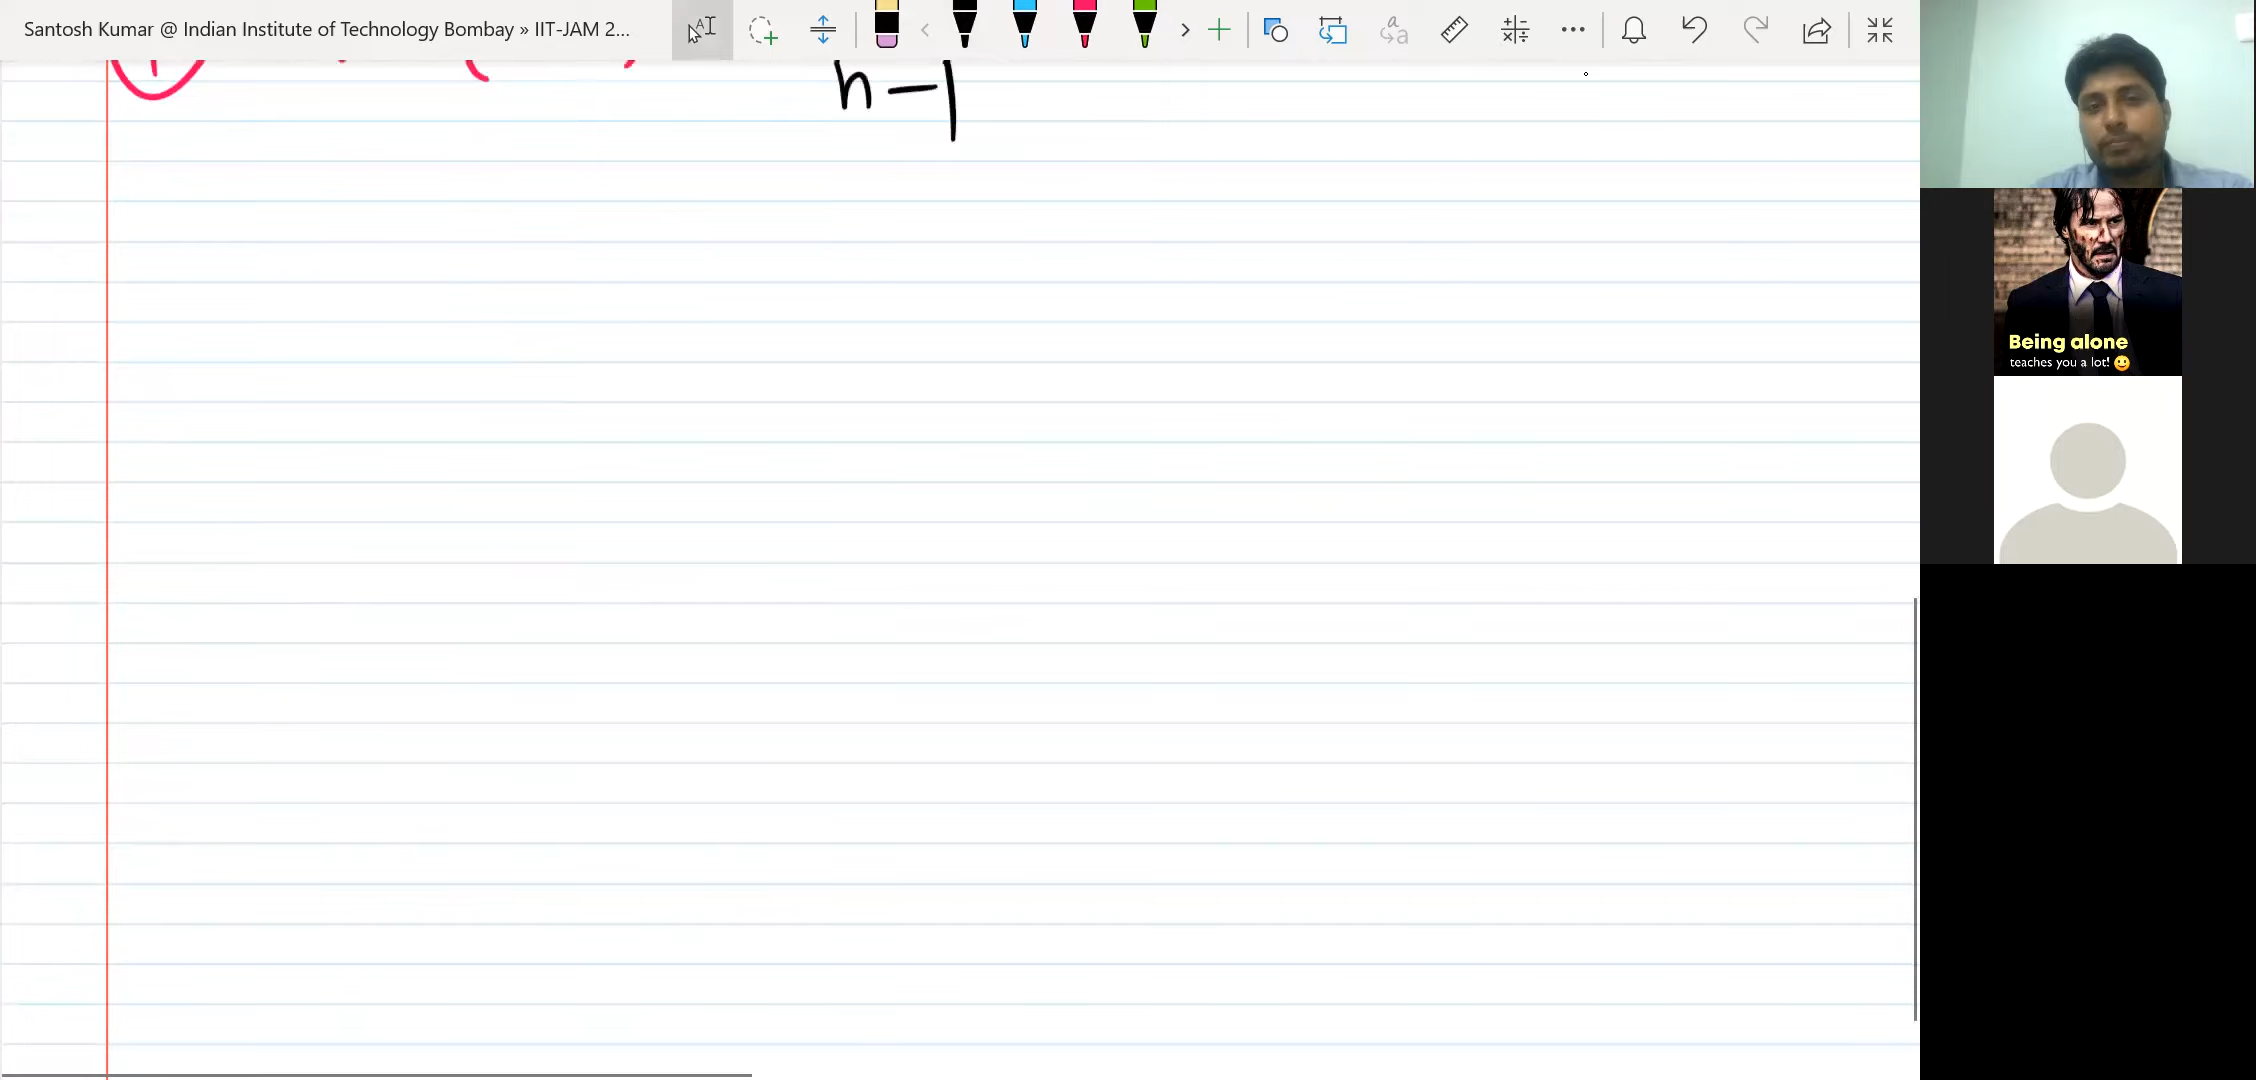 Santosh Kumar @ Indian Institute of Technology Bombay » IIT-JAM 2...
n-1
Being alone
teaches you a lot! 😀